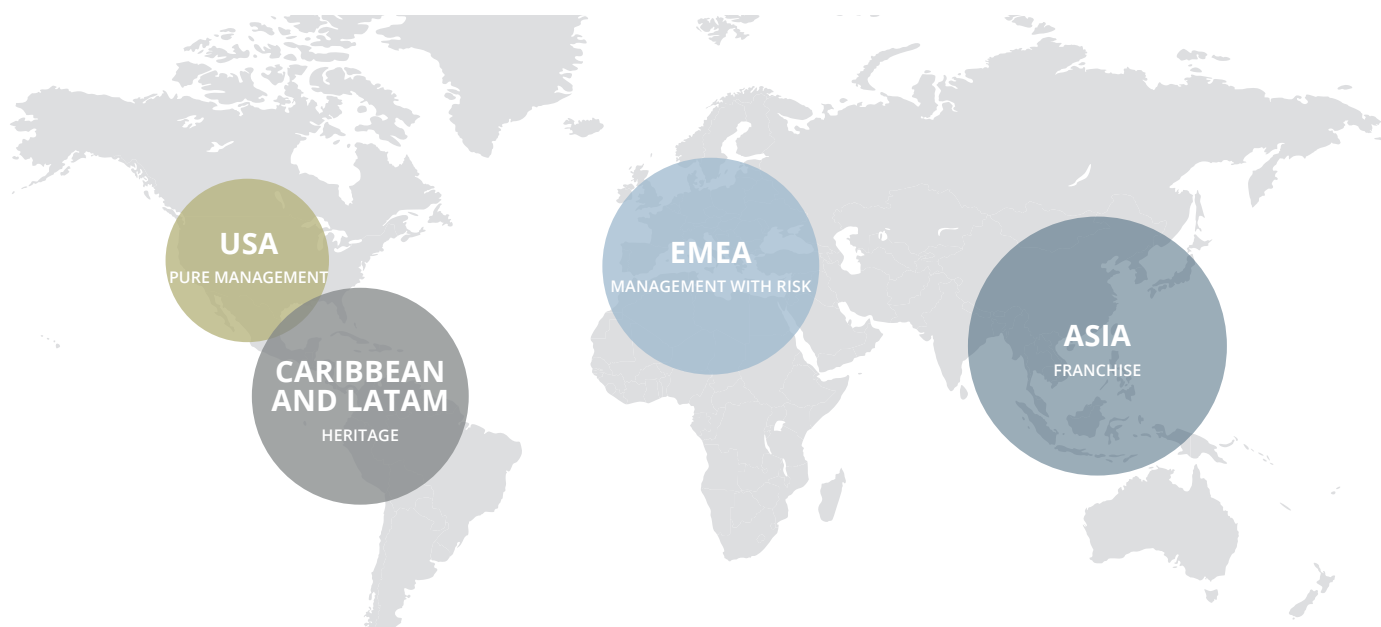 USA
PURE MANAGEMENT
CARIBBEAN
AND LATAM
HERITAGE
EMEA
MANAGEMENT WITH RISK
ASIA
FRANCHISE